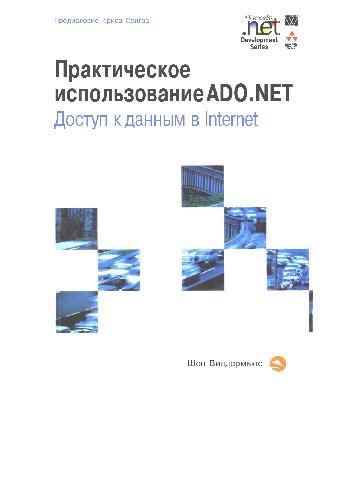 Предисловие Криса Селлза
.net
Development
Series
Практическое
использование ADO.NET
Доступ к данным в Internet
Шон Вилдермьюс